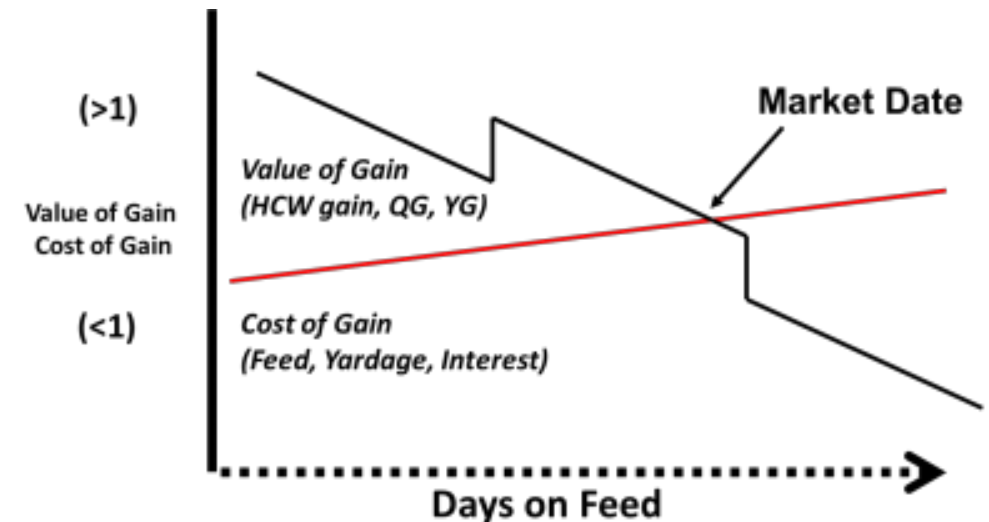 (>1)
Market Date
Value of Gain
(HCW gain, QG, YG)
Value of Gain
Cost of Gain
(<1)
Cost of Gain
(Feed, Yardage, Interest)
Days on Feed